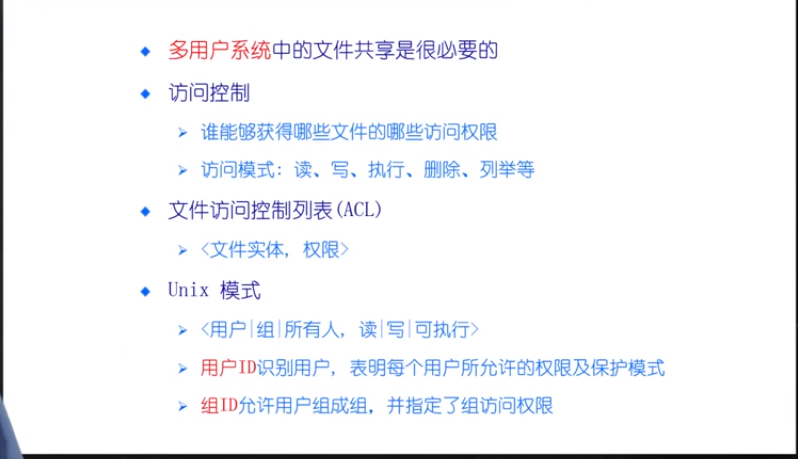 多用户系统中的文件共享是很必要的
访问控制
谁能够获得哪些文件的哪些访问权限
访问模式：读、写、执行、删除、列举等
文件访问控制列表(ACL)
<文件实体，权限>
Unix 模式
<用户|组|所有人，读|写|可执行>
用户ID识别用户，表明每个用户所允许的权限及保护模式
组ID允许用户组成组，并指定了组访问权限